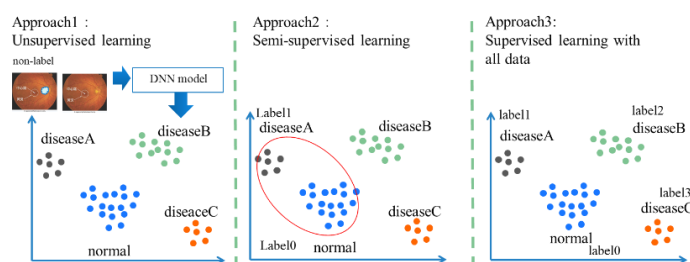 Approach1 :
Unsupervised learning
non-label
DNN model
diseaseA
diseaseB
diseaceC
normal
Approach2 :
Semi-supervised learning
Label1
diseaseA
diseaseB
diseaseC
Label0
normal
Approach3:
Supervised learning with
all data
label1
diseaseA
label2
diseaseB
label3
diseaseC
normal
label0